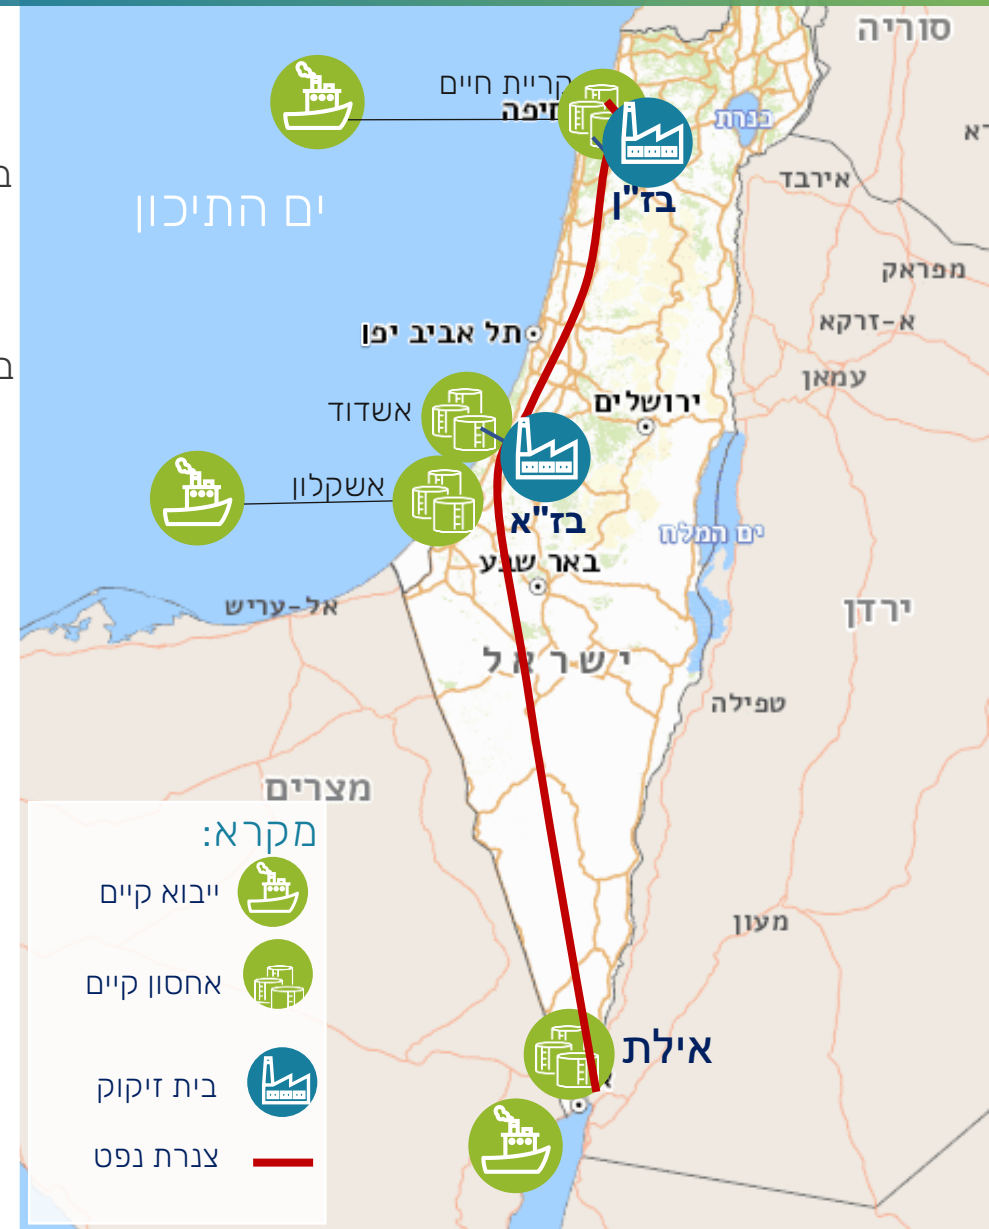 סוריה
קריית חיים
חיפה
כנרת
אירבד
בז"ן
ים התיכון
מפראק
א-זרקא
תל אביב יפו
עמאן
ירושלים
אשדוד
אשקלון
בז"א
ים המלח
באר שבע
אל-עריש
ירדן
ישראל
טפילה
מצרים
מקרא:
ייבוא קיים
אחסון קיים
בית זיקוק
צנרת נפט
מעון
אילת